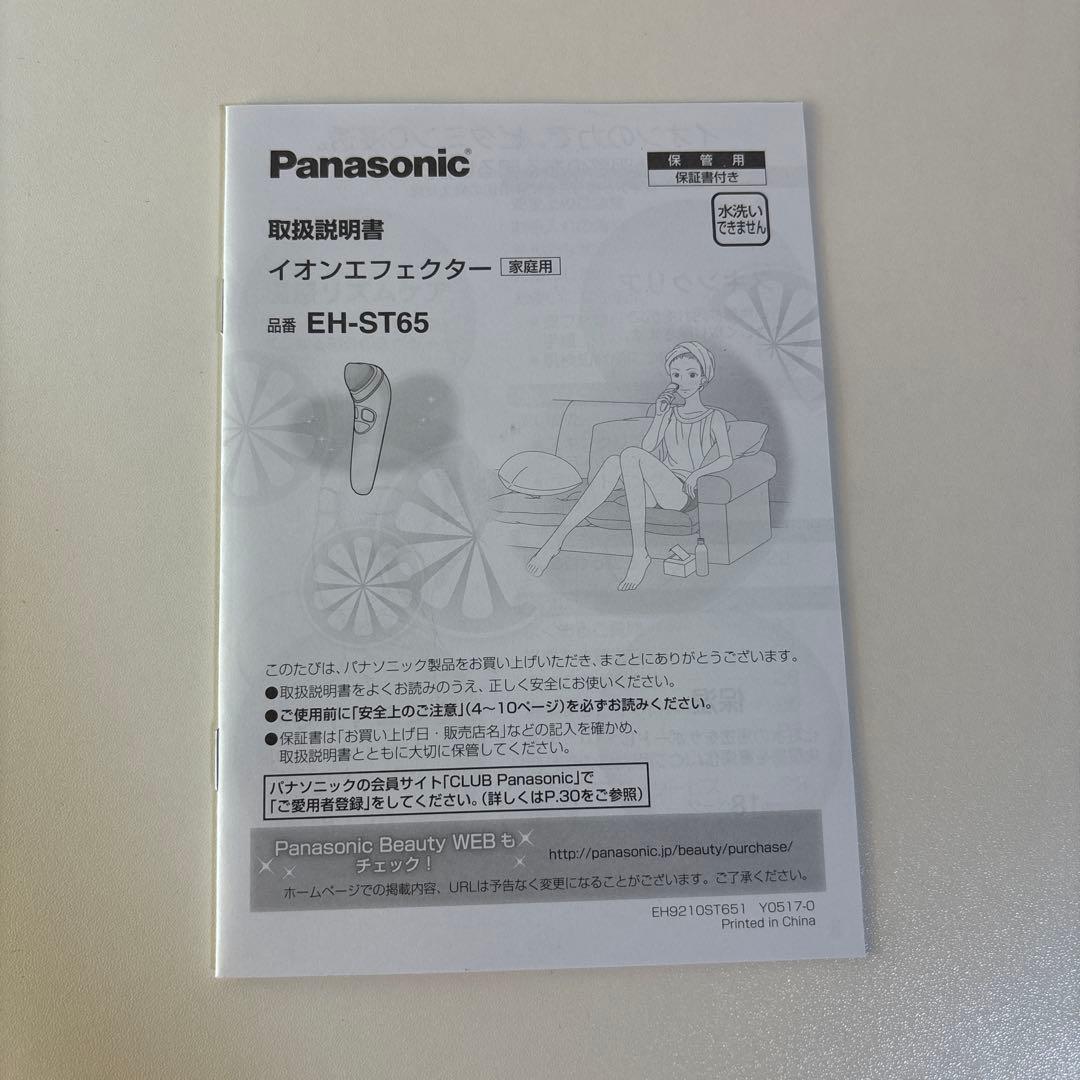 Panasonic®
保管用
保証書付き
水洗い
できません
取扱説明書
イオンエフェクター 家庭用
品番 EH-ST65
このたびは、パナソニック製品をお買い上げいただき、まことにありがとうございます。
●取扱説明書をよくお読みのうえ、正しく安全にお使いください。
●ご使用前に「安全上のご注意」(4～10ページ)を必ずお読みください。
●保証書は「お買い上げ日・販売店名」などの記入を確かめ、
取扱説明書とともに大切に保管してください。
パナソニックの会員サイト「CLUB Panasonic」で
「ご愛用者登録」をしてください。(詳しくはP.30をご参照)
Panasonic Beauty WEB も
チェック！
http://panasonic.jp/beauty/purchase/
ホームページでの掲載内容、URLは予告なく変更になることがございます。ご了承ください。
EH9210ST651 Y0517-0
Printed in China